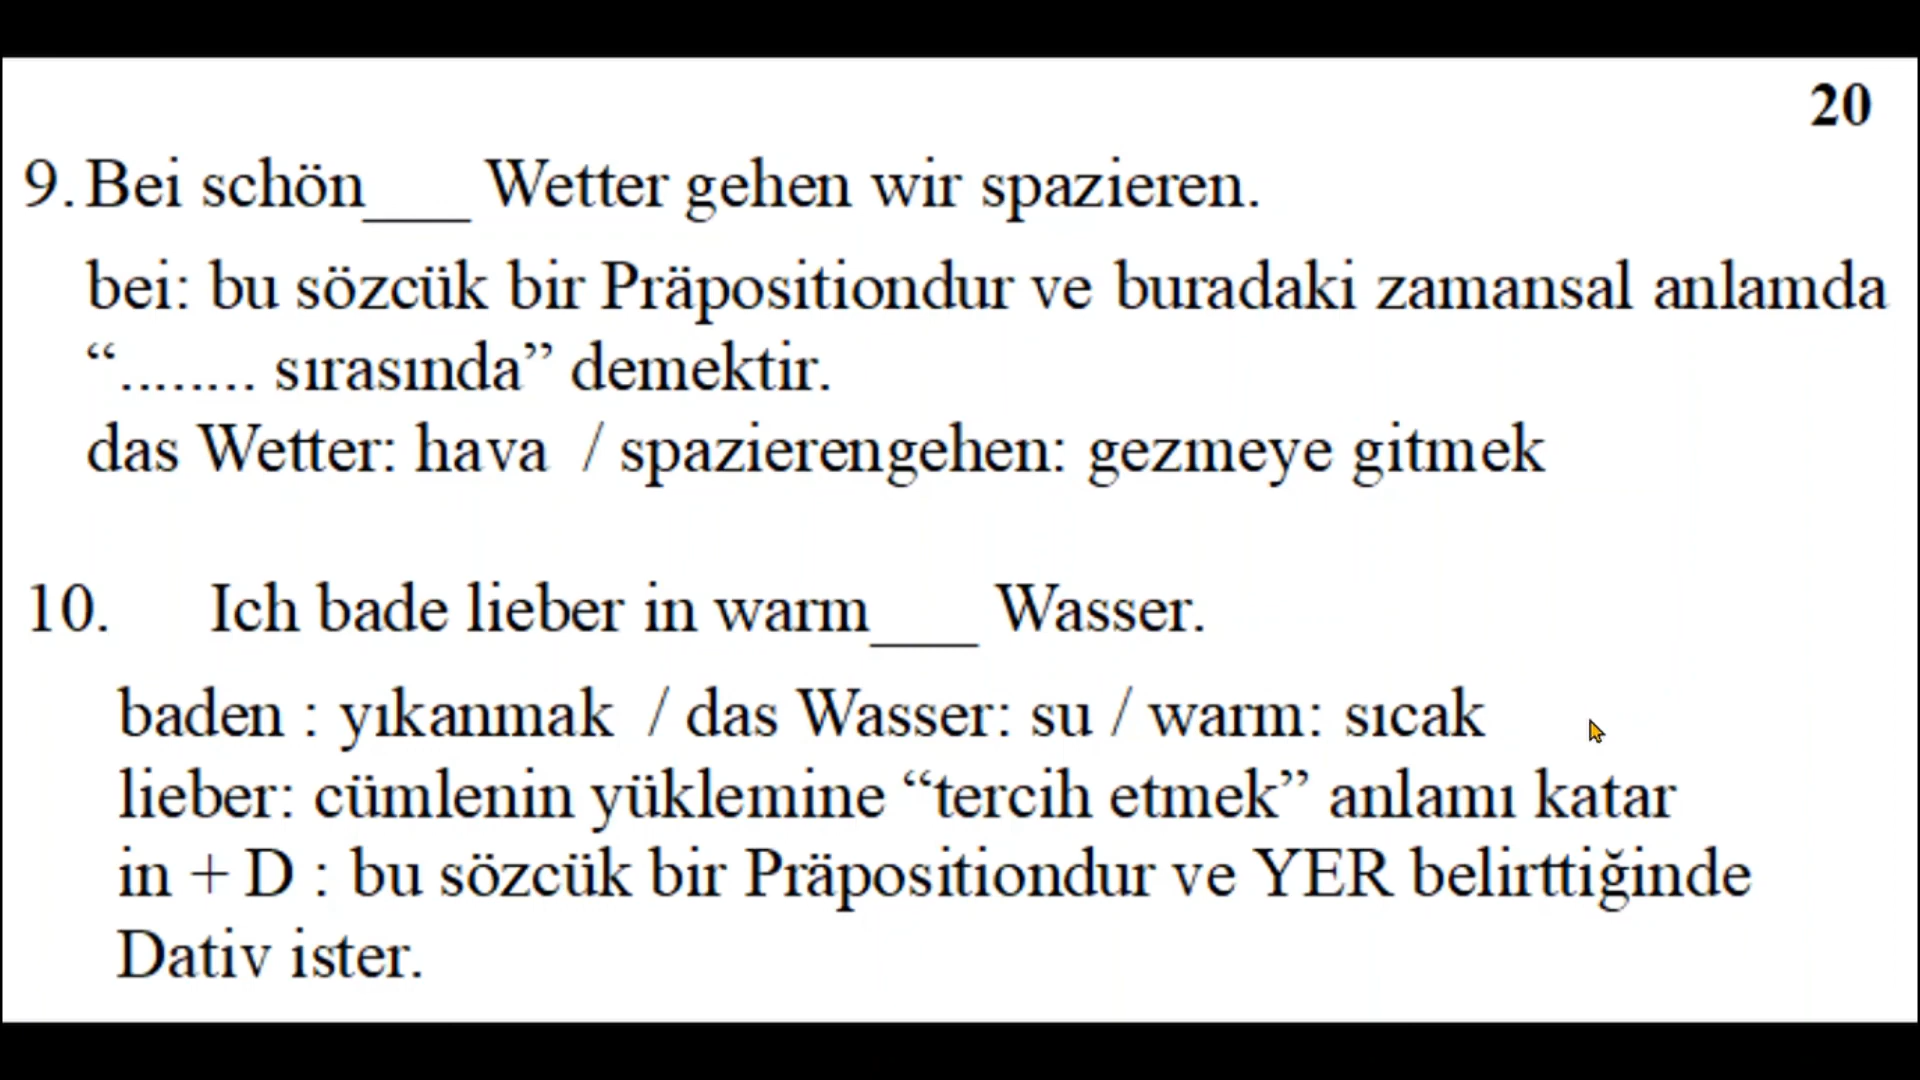 20
9. Bei schön___ Wetter gehen wir spazieren.
bei: bu sözcük bir Präpositiondur ve buradaki zamansal anlamda
“........ sırasında” demektir.
das Wetter: hava / spazierengehen: gezmeye gitmek
10. Ich bade lieber in warm___ Wasser.
baden : yıkanmak / das Wasser: su / warm: sıcak
lieber: cümlenin yüklemine “tercih etmek” anlamı katar
in + D : bu sözcük bir Präpositiondur ve YER belirttiğinde
Dativ ister.